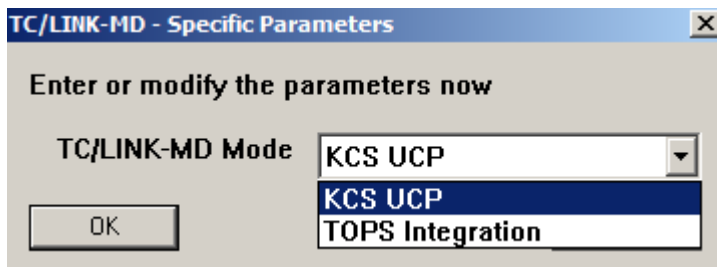 TC/LINK-MD - Specific Parameters
Enter or modify the parameters now
TC/LINK-MD Mode KCS UCP
KCS UCP
OK TOPS Integration